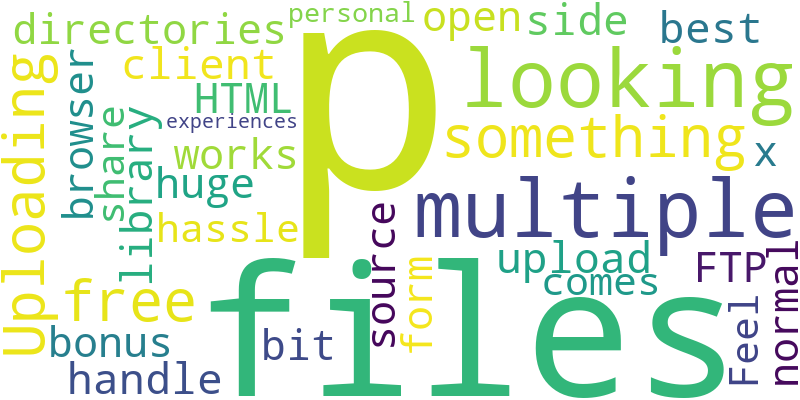 directories
personal
open
side
best
p
looking
client
browser
HTML
Uploading
share
library
experiences
something
works
x
huge
multiple
hassle
source
upload
FTP
normal
files
free
form
comes
Feel
bonus
bit
handle